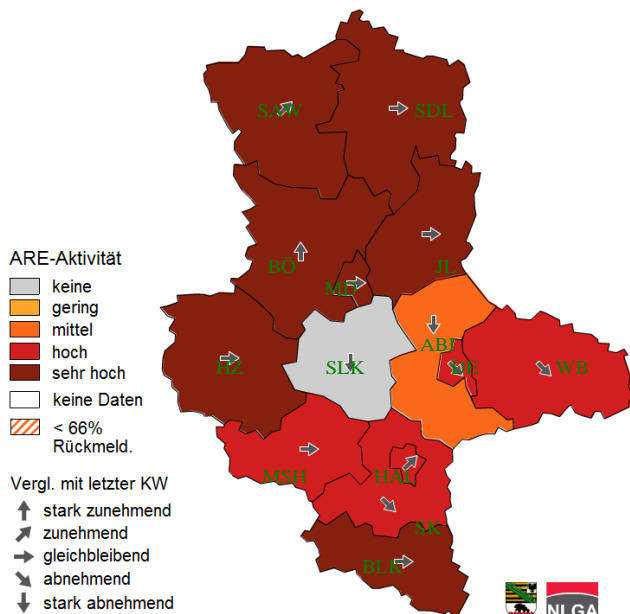 SAW
SDL
BÖ
MD
JL
ABI
DE
WB
HZ
SLK
MSH
HAL
SK
BLK
ARE-Aktivität
keine
gering
mittel
hoch
sehr hoch
keine Daten
< 66%
Rückmeld.
Vergl. mit letzter KW
stark zunehmend
zunehmend
gleichbleibend
abnehmend
stark abnehmend
NLGA